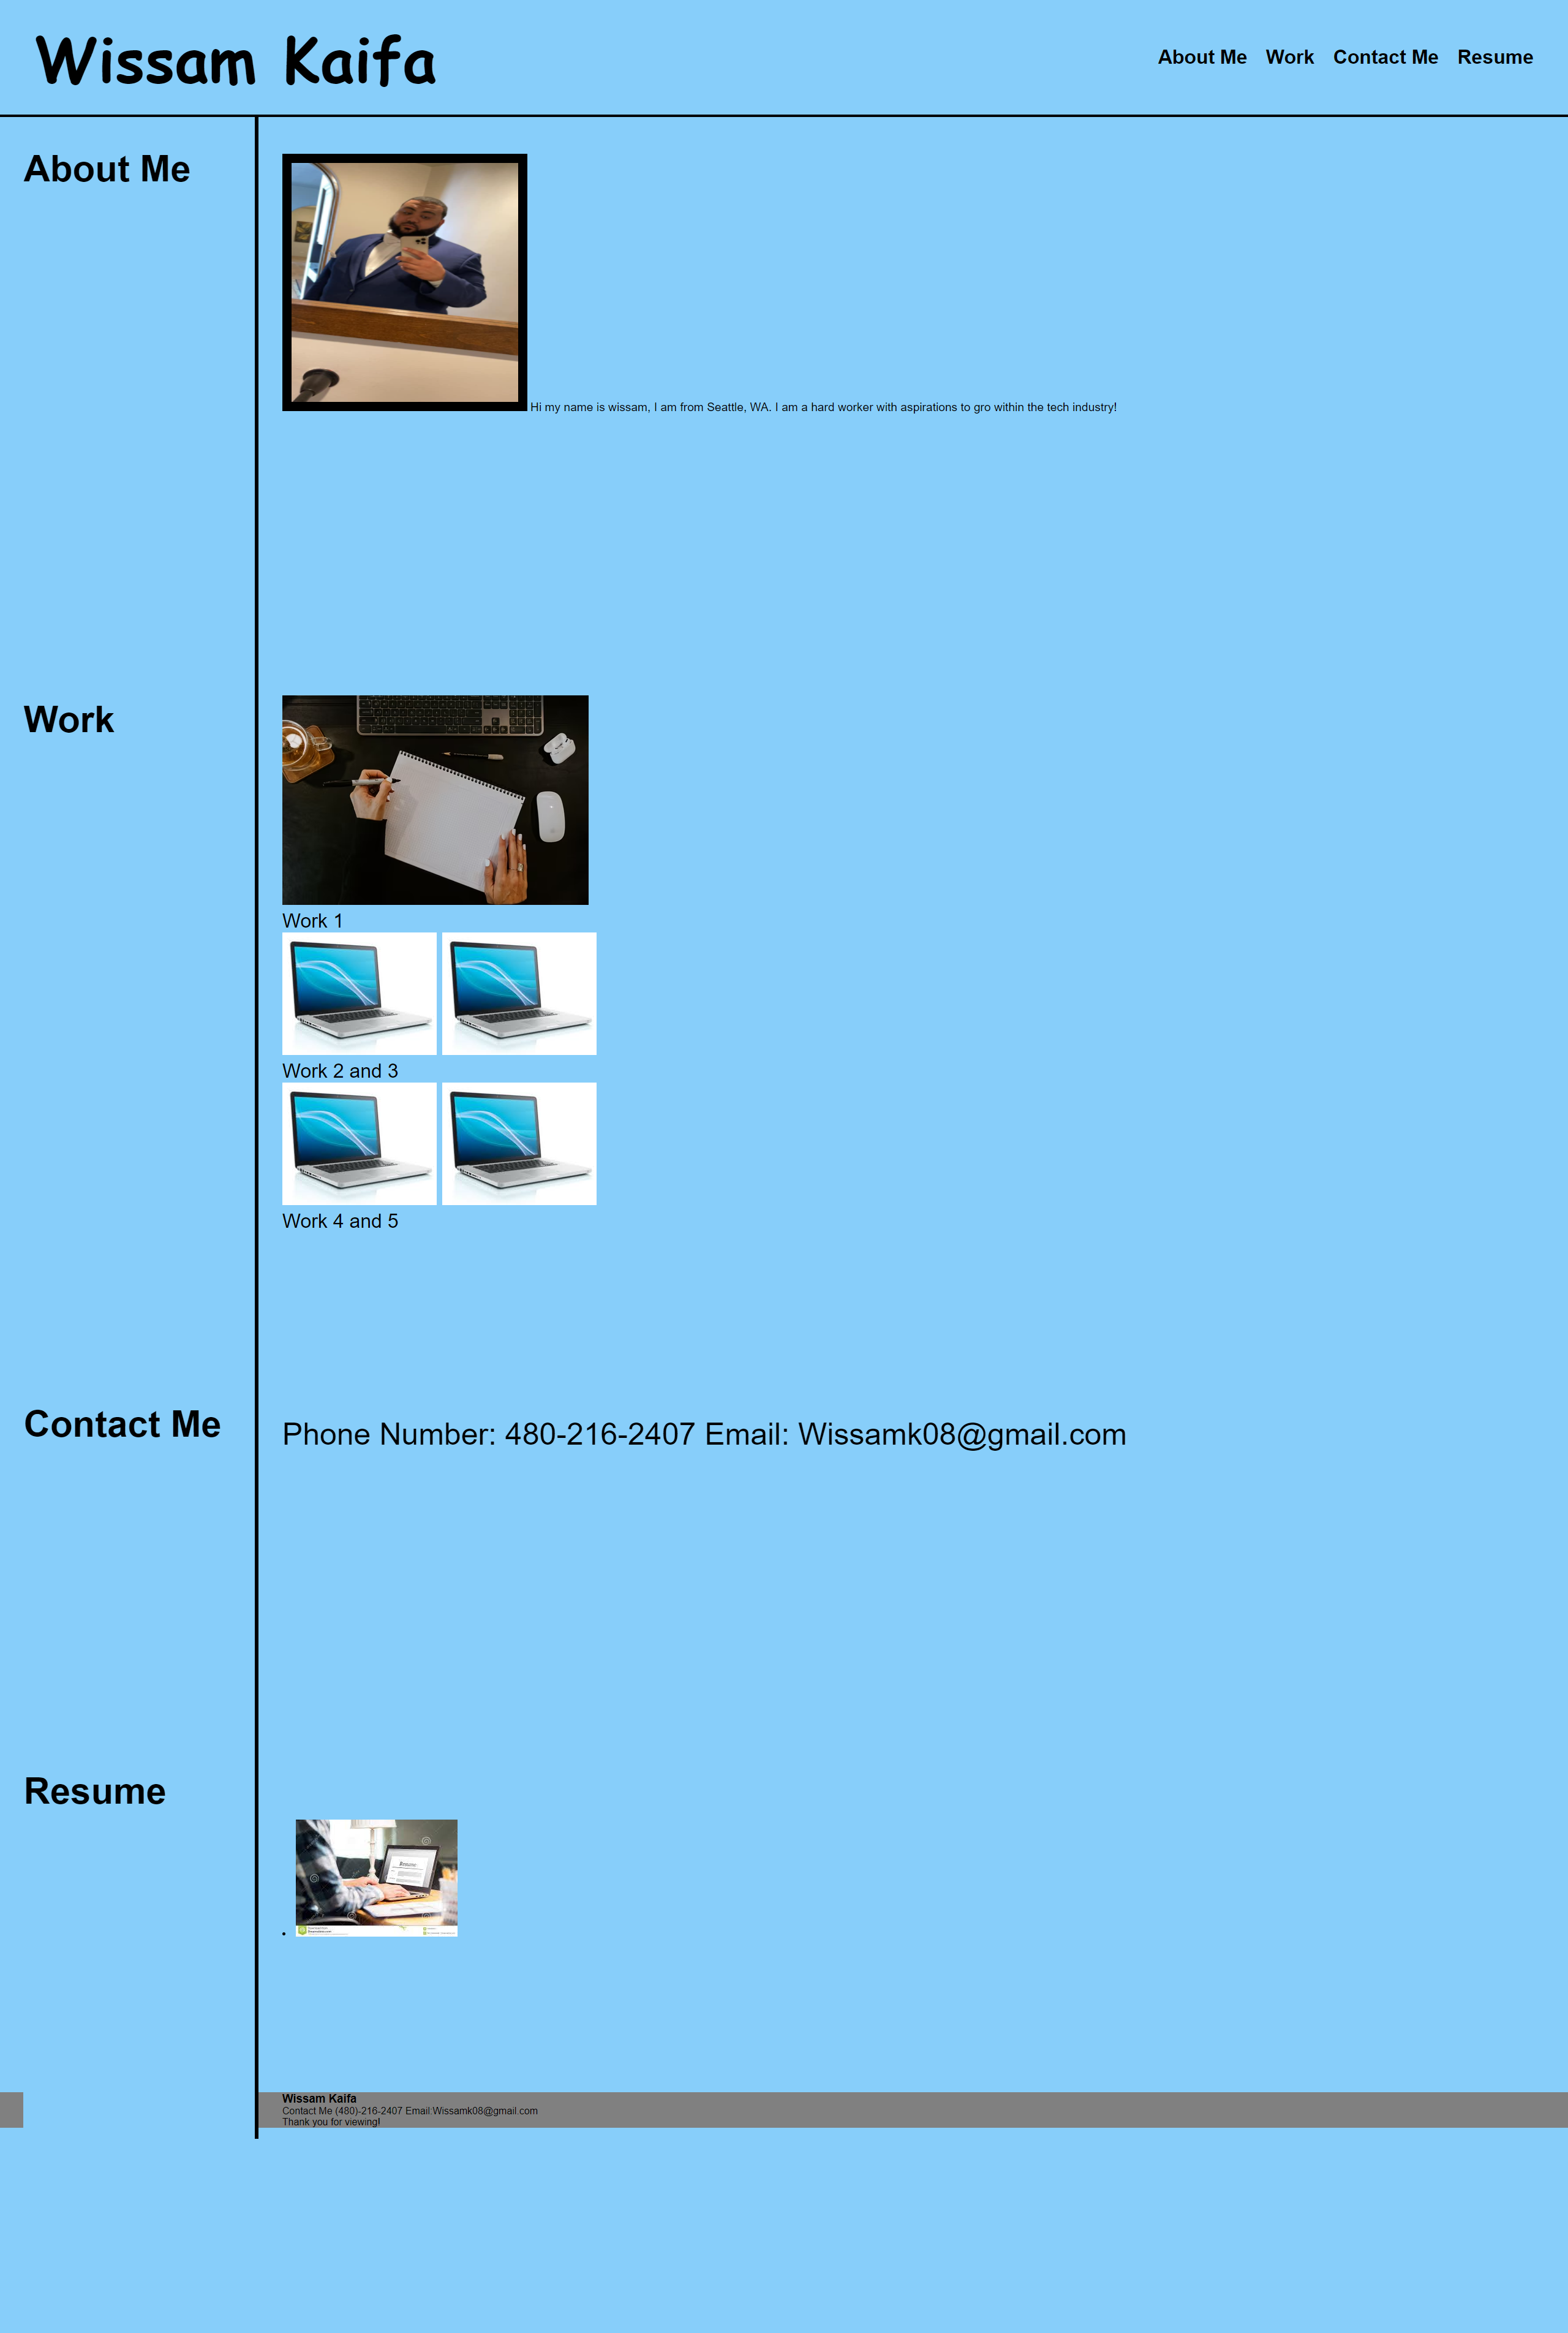 Wissam Kaifa
About Me Work Contact Me Resume
About Me
Hi my name is wissam, I am from Seattle, WA. I am a hard worker with aspirations to gro within the tech industry!
Work
Work 1
Work 2 and 3
Work 4 and 5
Contact Me
Phone Number: 480-216-2407 Email: Wissamk08@gmail.com
Resume
Resume
Wissam Kaifa
Contact Me (480)-216-2407 Email:Wissamk08@gmail.com
Thank you for viewing!